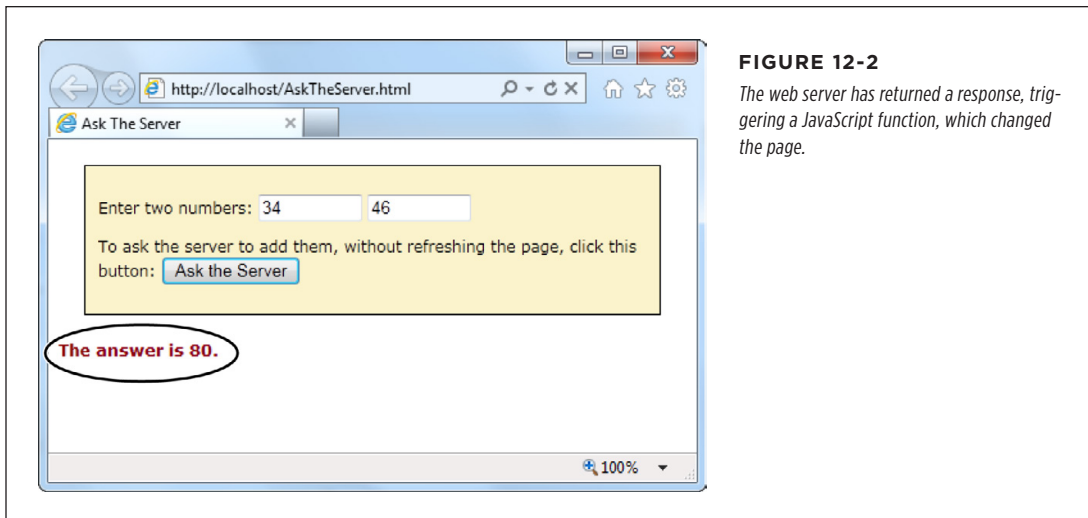 http://localhost/AskTheServer.html
Ask The Server
Enter two numbers: 34 46
To ask the server to add them, without refreshing the page, click this
button: Ask the Server
The answer is 80.
100%
FIGURE 12-2
The web server has returned a response, trig-
gering a JavaScript function, which changed
the page.